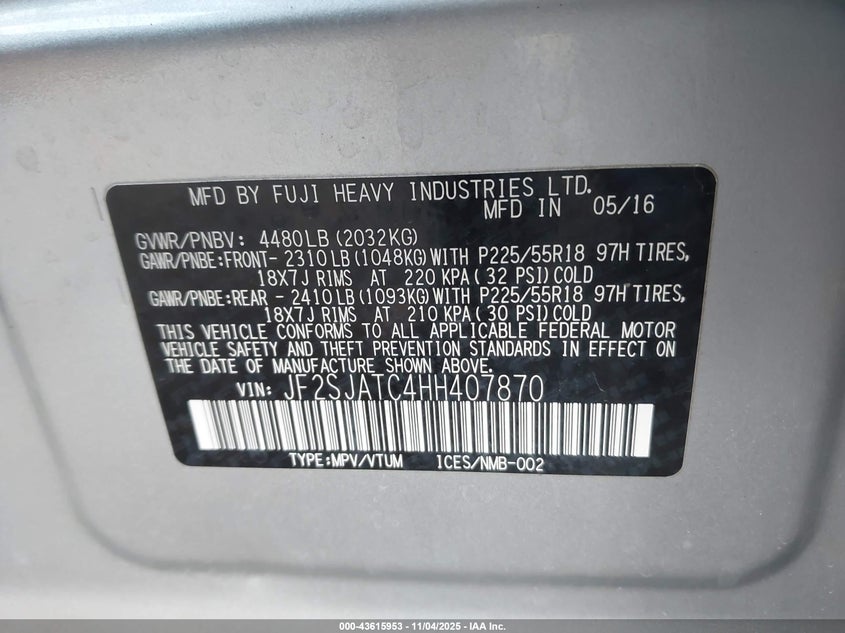 MFD BY FUJI HEAVY INDUSTRIES LTD.
MFD IN 05/16
GVWR/PNBV: 4480LB(2032KG)
GAWR/PNBE:FRONT- 2310LB(1048KG)WITH P225/55R18 97H TIRES,
18X7J RIMS AT 220 KPA(32 PSI)COLD
GAWR/PNBE:REAR - 2410LB(1093KG)WITH P225/55R18 97H TIRES,
18X7J RIMS AT 210 KPA(30 PSI)COLD
THIS VEHICLE CONFORMS TO ALL APPLICABLE FEDERAL MOTOR
VEHICLE SAFETY AND THEFT PREVENTION STANDARDS IN EFFECT ON
THE DATE OF MANUFACTURE SHOWN ABOVE.
VIN: JF2SJATC4HH407870
TYPE:MPV/VTUM 1CES/NMB-002
000-43615953 - 11/04/2025 - IAA Inc.